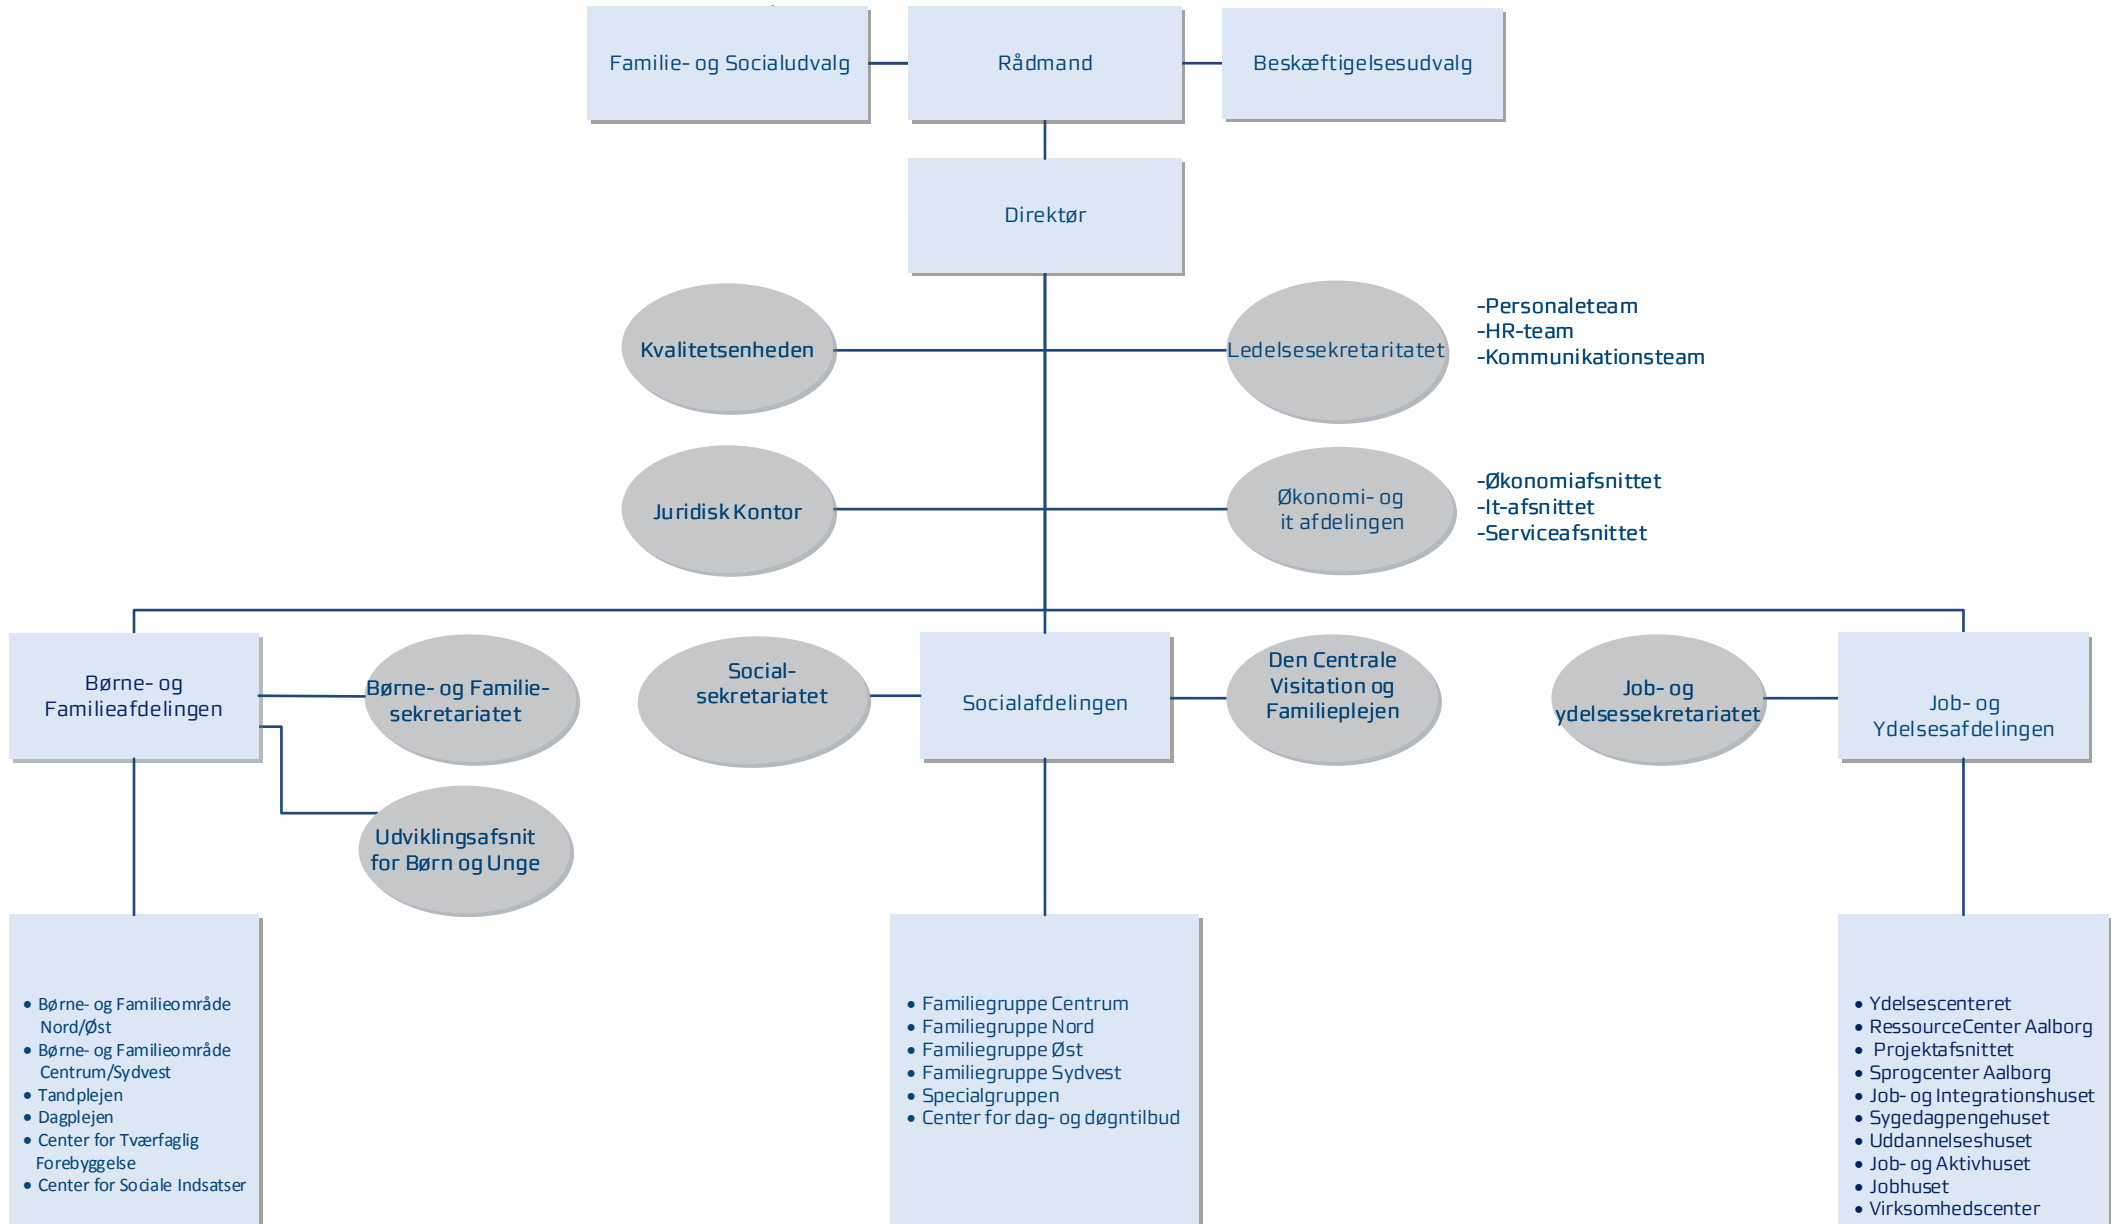 Familie- og Socialudvalg
Rådmand
Beskæftigelsesudvalg
Direktør
Kvalitetsenheden
Ledelsesekretaritatet
-Personaleteam
-HR-team
-Kommunikationsteam
Juridisk Kontor
Økonomi- og
it afdelingen
-Økonomiafsnittet
-It-afsnittet
-Serviceafsnittet
Børne- og
Familieafdelingen
Børne- og Familie-
sekretariatet
Udviklingsafsnit
for Børn og Unge
Social-
sekretariatet
Socialafdelingen
Den Centrale
Visitation og
Familieplejen
Job- og
ydelsessekretariatet
Job- og
Ydelsesafdelingen
• Børne- og Familieområde
Nord/Øst
• Børne- og Familieområde
Centrum/Sydvest
• Tandplejen
• Dagplejen
• Center for Tværfaglig
Forebyggelse
• Center for Sociale Indsatser
• Familiegruppe Centrum
• Familiegruppe Nord
• Familiegruppe Øst
• Familiegruppe Sydvest
• Specialgruppen
• Center for dag- og døgntilbud
• Ydelsescenteret
• RessourceCenter Aalborg
• Projektafsnittet
• Sprogcenter Aalborg
• Job- og Integrationshuset
• Sygedagpengehuset
• Uddannelseshuset
• Job- og Aktivhuset
• Jobhuset
• Virksomhedscenter